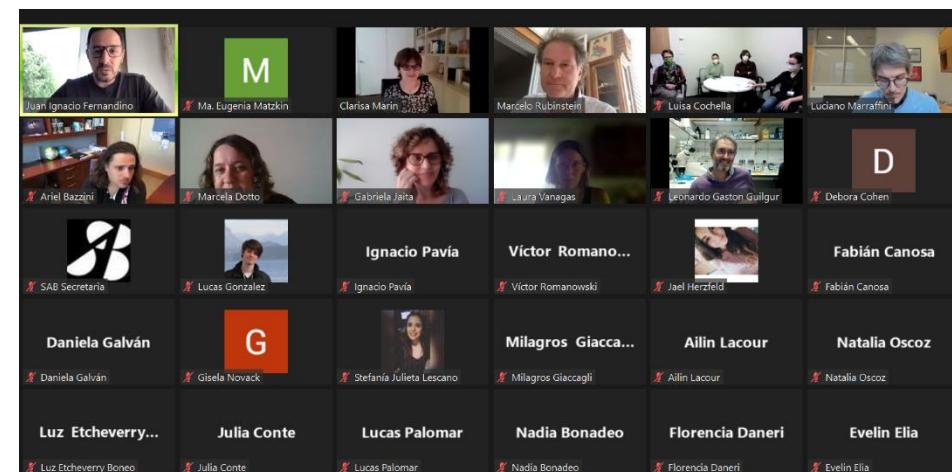 Juan Ignacio Fernandino
M
Ma. Eugenia Matzkin
Clarisa Marin
Marcelo Rubinstein
Luisa Cochella
Luciano Marraffini
Ariel Bazzini
Marcela Dotto
Gabriela Jaita
Laura Vanagas
Leonardo Gaston Guilgur
D
Debora Cohen
SAB
SAB Secretaria
Lucas Gonzalez
Ignacio Pavía
Ignacio Pavía
Víctor Romano...
Víctor Romanowski
Jael Herzfeld
Fabián Canosa
Fabián Canosa
Daniela Galván
Daniela Galván
G
Gisela Novack
Stefanía Julieta Lescano
Milagros Giacca...
Milagros Giaccagli
Ailin Lacour
Ailin Lacour
Natalia Oscoz
Natalia Oscoz
Luz Etcheverry...
Luz Etcheverry Boneo
Julia Conte
Julia Conte
Lucas Palomar
Lucas Palomar
Nadia Bonadeo
Nadia Bonadeo
Florencia Daneri
Florencia Daneri
Evelin Elia
Evelin Elia